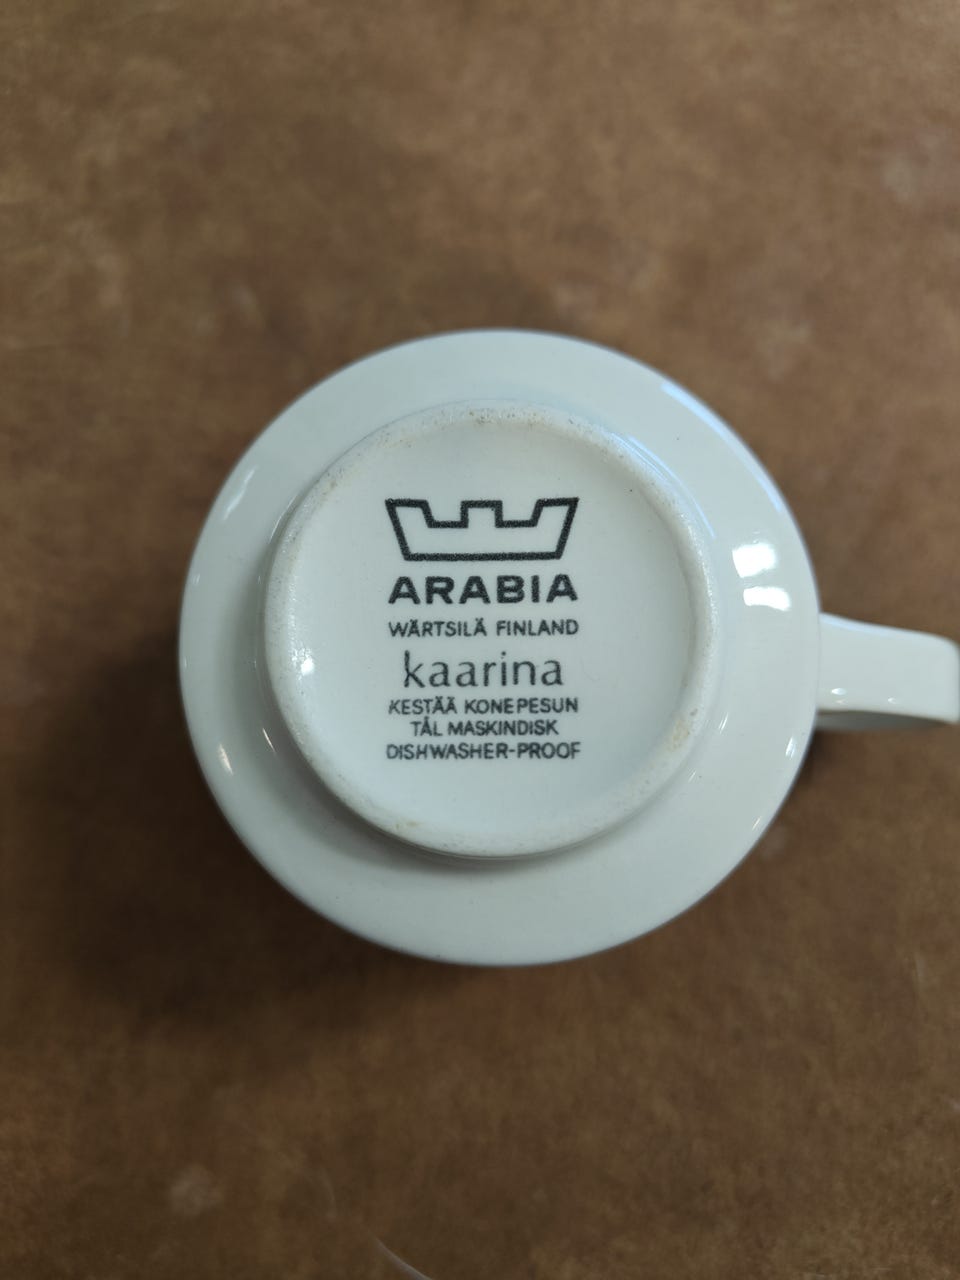 ARABIA
WÄRTSILÄ FINLAND
kaarina
KESTÄÄ KONEPESUN
TÅL MASKINDISK
DISHWASHER-PROOF